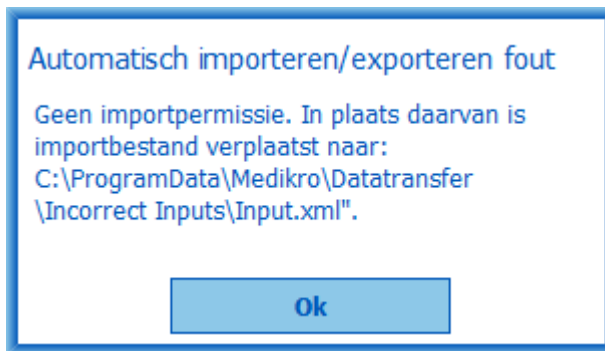 Automatisch importeren/exporteren fout
Geen importpermissie. In plaats daarvan is
importbestand verplaatst naar:
C:\ProgramData\Medikro\Datatransfer
\Incorrect Inputs\Input.xml".
Ok